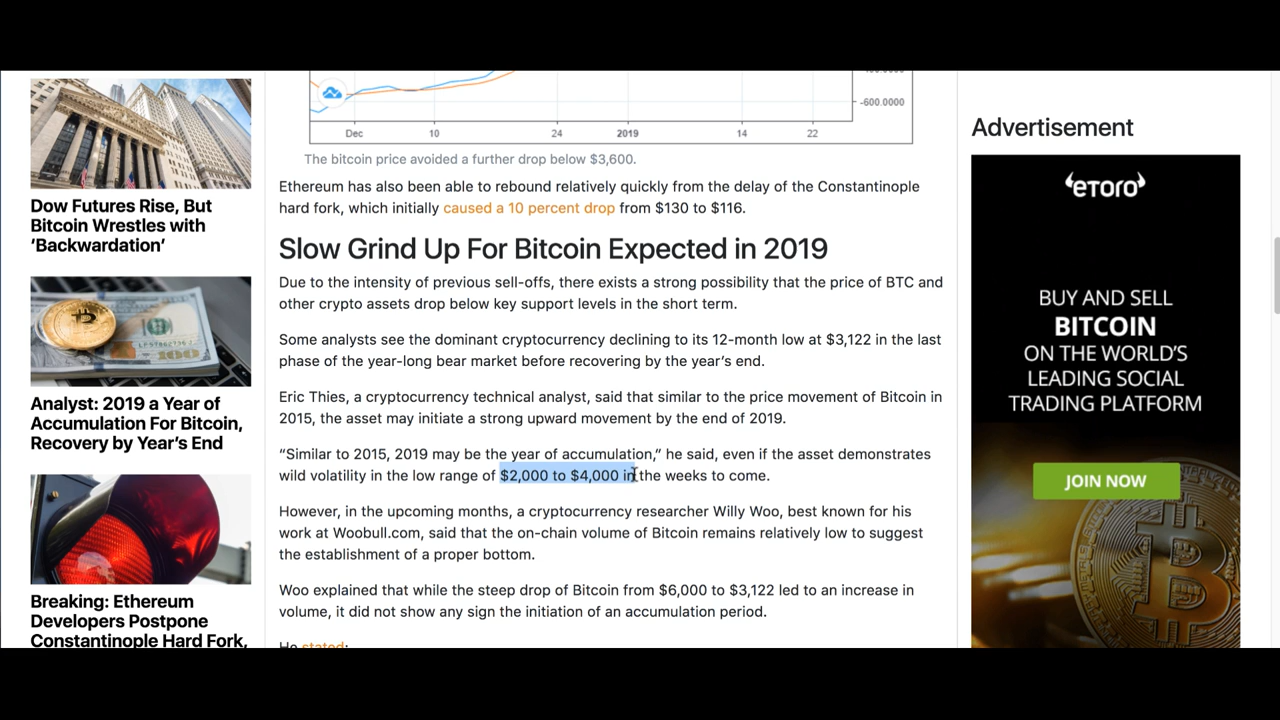 Dow Futures Rise, But
Bitcoin Wrestles with
‘Backwardation’
Analyst: 2019 a Year of
Accumulation For Bitcoin,
Recovery by Year’s End
Breaking: Ethereum
Developers Postpone
Constantinople Hard Fork,
-600.0000
Dec 10 24 2019 14 22
The bitcoin price avoided a further drop below $3,600.
Ethereum has also been able to rebound relatively quickly from the delay of the Constantinople
hard fork, which initially caused a 10 percent drop from $130 to $116.
Slow Grind Up For Bitcoin Expected in 2019
Due to the intensity of previous sell-offs, there exists a strong possibility that the price of BTC and
other crypto assets drop below key support levels in the short term.
Some analysts see the dominant cryptocurrency declining to its 12-month low at $3,122 in the last
phase of the year-long bear market before recovering by the year’s end.
Eric Thies, a cryptocurrency technical analyst, said that similar to the price movement of Bitcoin in
2015, the asset may initiate a strong upward movement by the end of 2019.
“Similar to 2015, 2019 may be the year of accumulation,” he said, even if the asset demonstrates
wild volatility in the low range of $2,000 to $4,000 in the weeks to come.
However, in the upcoming months, a cryptocurrency researcher Willy Woo, best known for his
work at Woobull.com, said that the on-chain volume of Bitcoin remains relatively low to suggest
the establishment of a proper bottom.
Woo explained that while the steep drop of Bitcoin from $6,000 to $3,122 led to an increase in
volume, it did not show any sign the initiation of an accumulation period.
He stated:
Advertisement
eTORO
BUY AND SELL
BITCOIN
ON THE WORLD’S
LEADING SOCIAL
TRADING PLATFORM
JOIN NOW